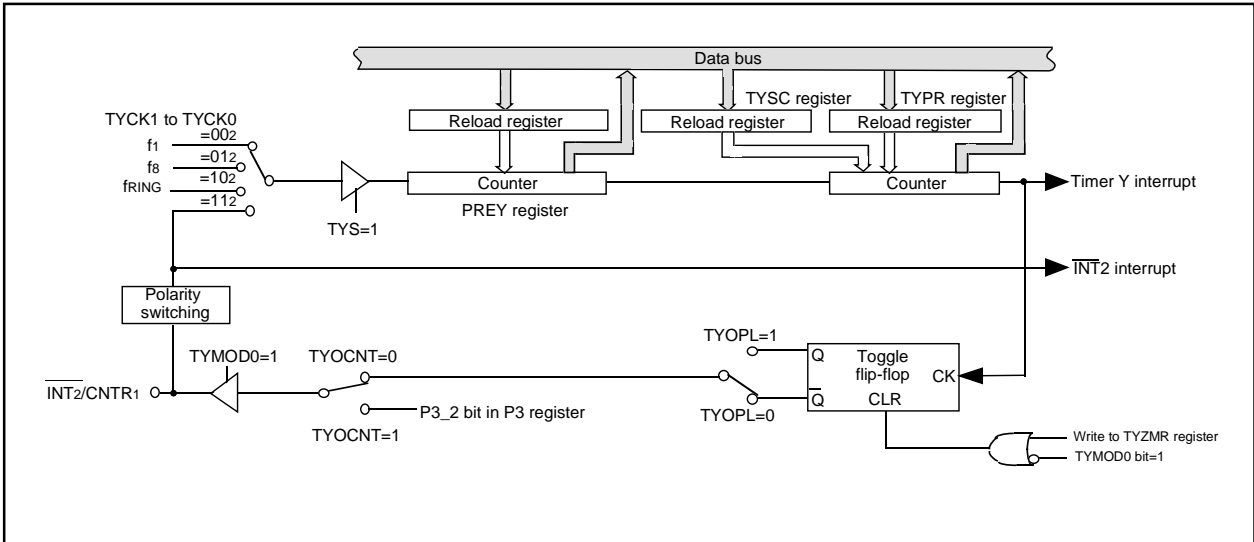 Data bus
TYSC register
TYPR register
Reload register
Reload register
Reload register
TYCK1 to TYCK0
f1
=002
f8
=012
fRING
=102
=112
TYS=1
Counter
PREY register
Counter
Timer Y interrupt
INT2 interrupt
Polarity
switching
TYMOD0=1
TYOCNT=0
TYOPL=1
Q
Toggle
flip-flop
CK
INT2/CNTR1
P3_2 bit in P3 register
TYOCNT=1
TYOPL=0
Q
CLR
Write to TYZMR register
TYMOD0 bit=1